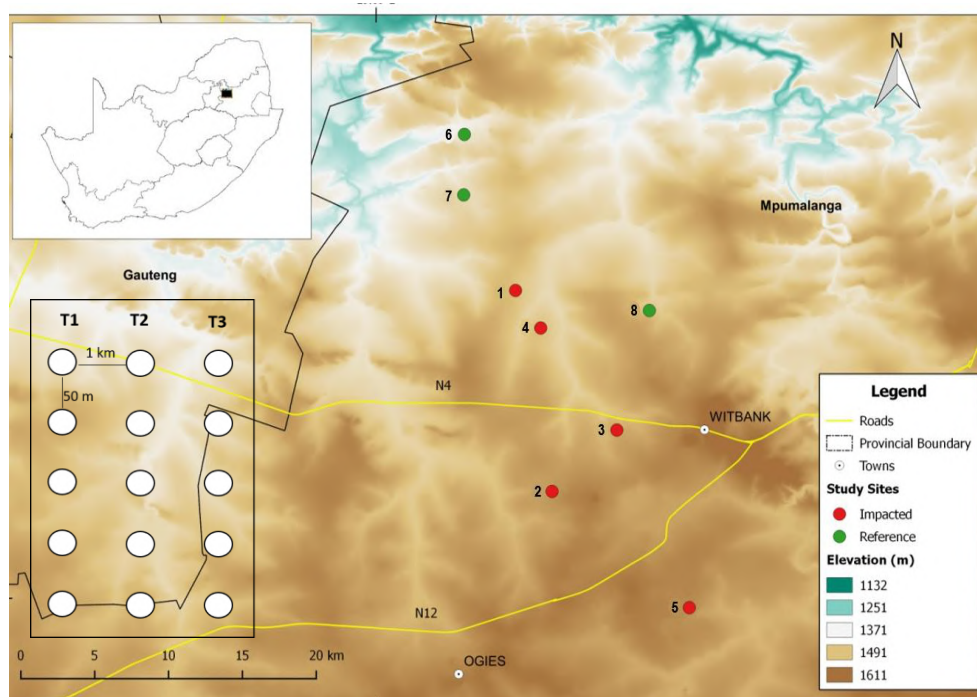 N
6
7
Mpumalanga
Gauteng
1
8
4
T1 T2 T3
1 km
50 m
N4
WITBANK
3
2
N12
5
OGIES
0 5 10 15 20 km
Legend
Roads
Provincial Boundary
Towns
Study Sites
Impacted
Reference
Elevation (m)
1132
1251
1371
1491
1611